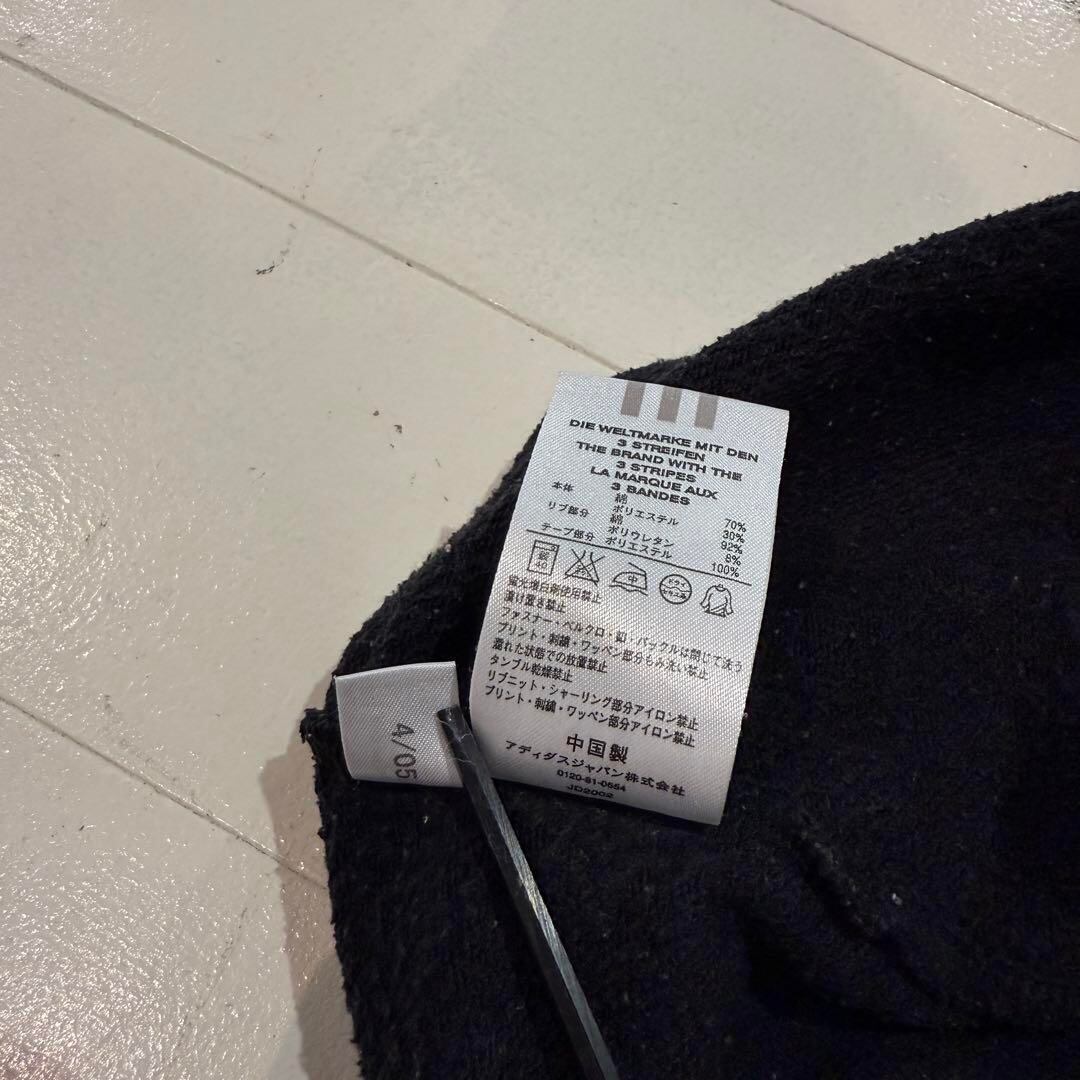 DIE WELTMARKE MIT DEN
3 STREIFEN
THE BRAND WITH THE
3 STRIPES
LA MARQUE AUX
3 BANDES
本体 綿 70%
ポリエステル 30%
リブ部分 綿 92%
ポリウレタン 8%
テープ部分 ポリエステル 100%
中
ドライ
蛍光増白剤使用禁止
漬け置き禁止
ファスナー・ベルクロ・釦・バックルは閉じて洗う
プリント・刺繍・ワッペン部分もみ洗い禁止
濡れた状態での放置禁止
タンブル乾燥禁止
リブニット・シャーリング部分アイロン禁止
プリント・刺繍・ワッペン部分アイロン禁止
中国製
アディダスジャパン株式会社
0120-81-0554
JD2002
4/05